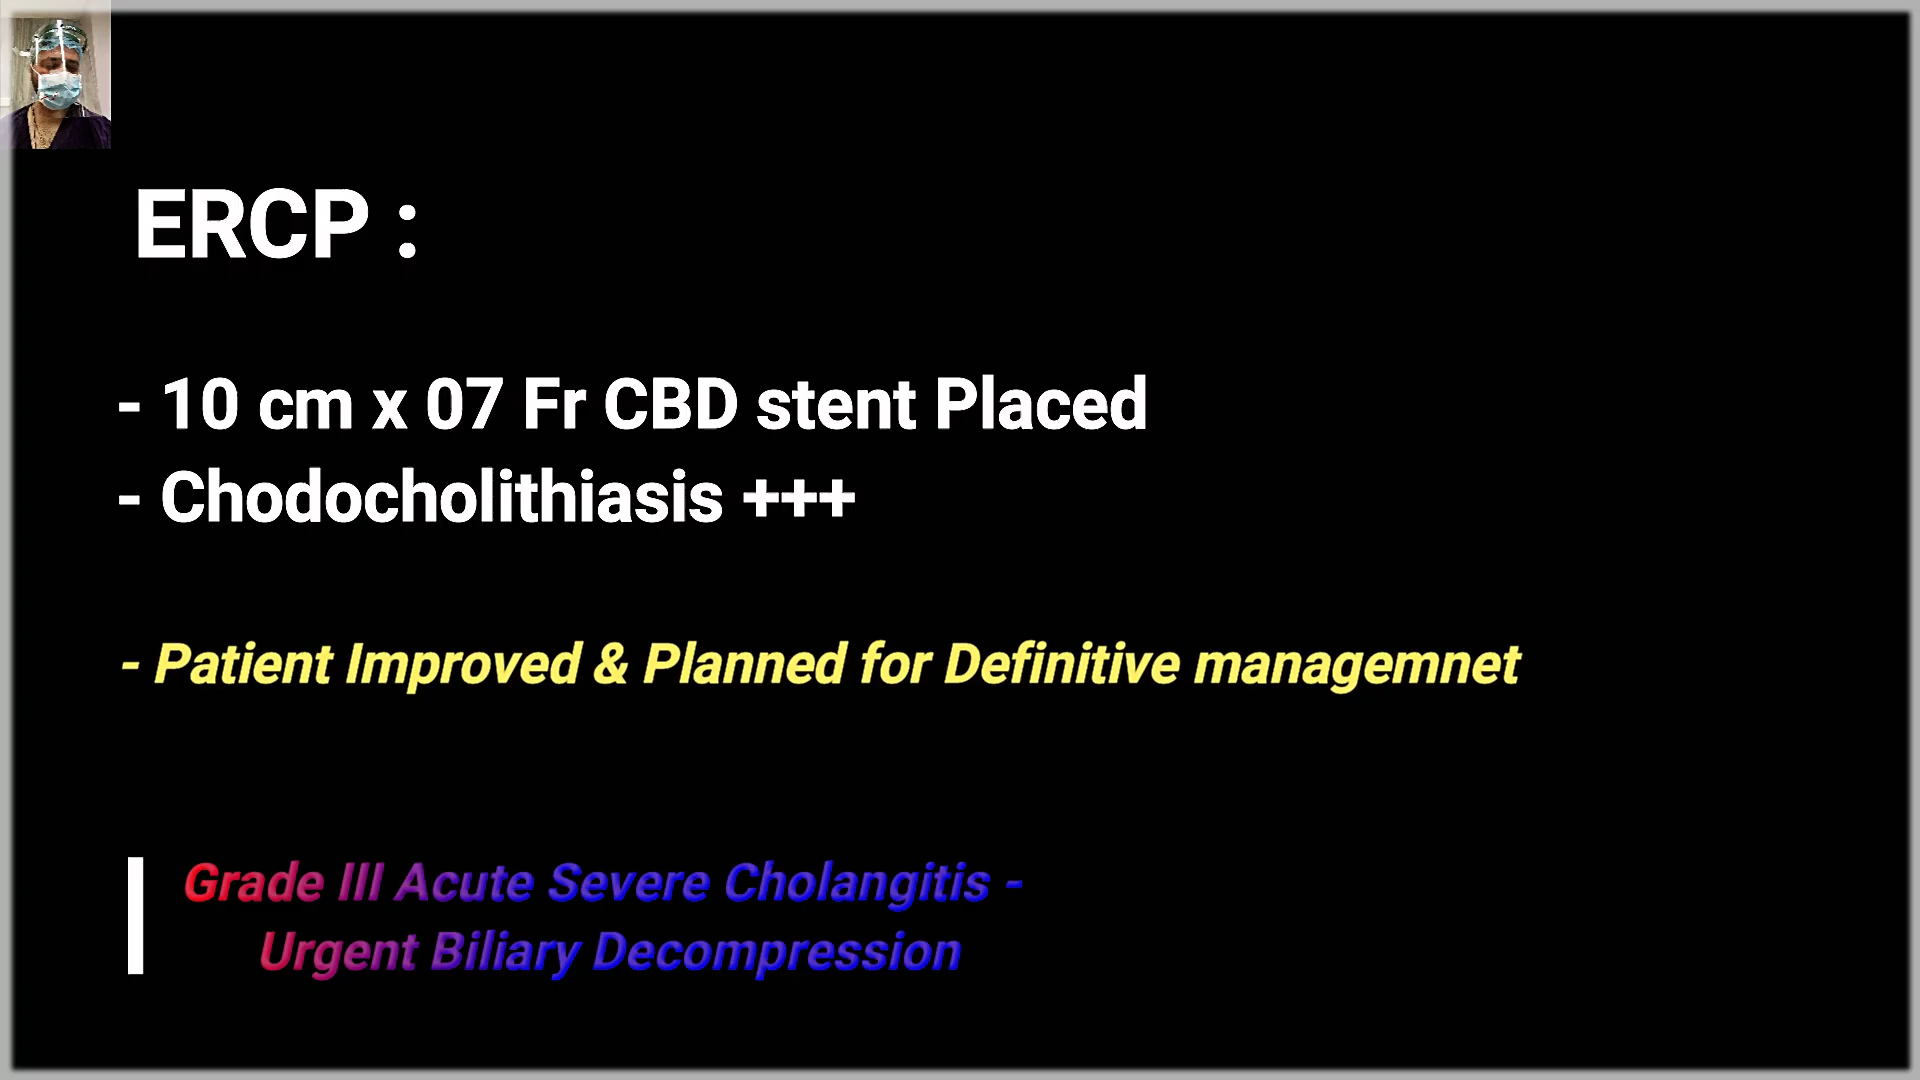 ERCP :
- 10 cm x 07 Fr CBD stent Placed
- Chodocholithiasis +++
- Patient Improved & Planned for Definitive managemnet
Grade III Acute Severe Cholangitis -
Urgent Biliary Decompression